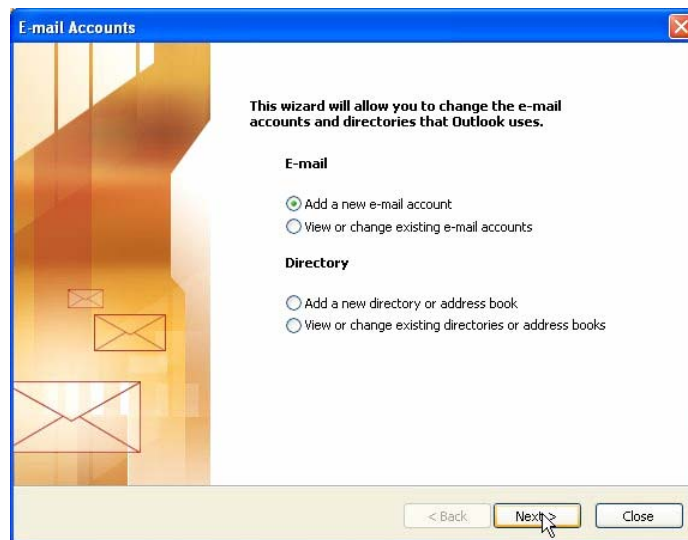 E-mail Accounts
This wizard will allow you to change the e-mail
accounts and directories that Outlook uses.
E-mail
Add a new e-mail account
View or change existing e-mail accounts
Directory
Add a new directory or address book
View or change existing directories or address books
< Back Next > Close